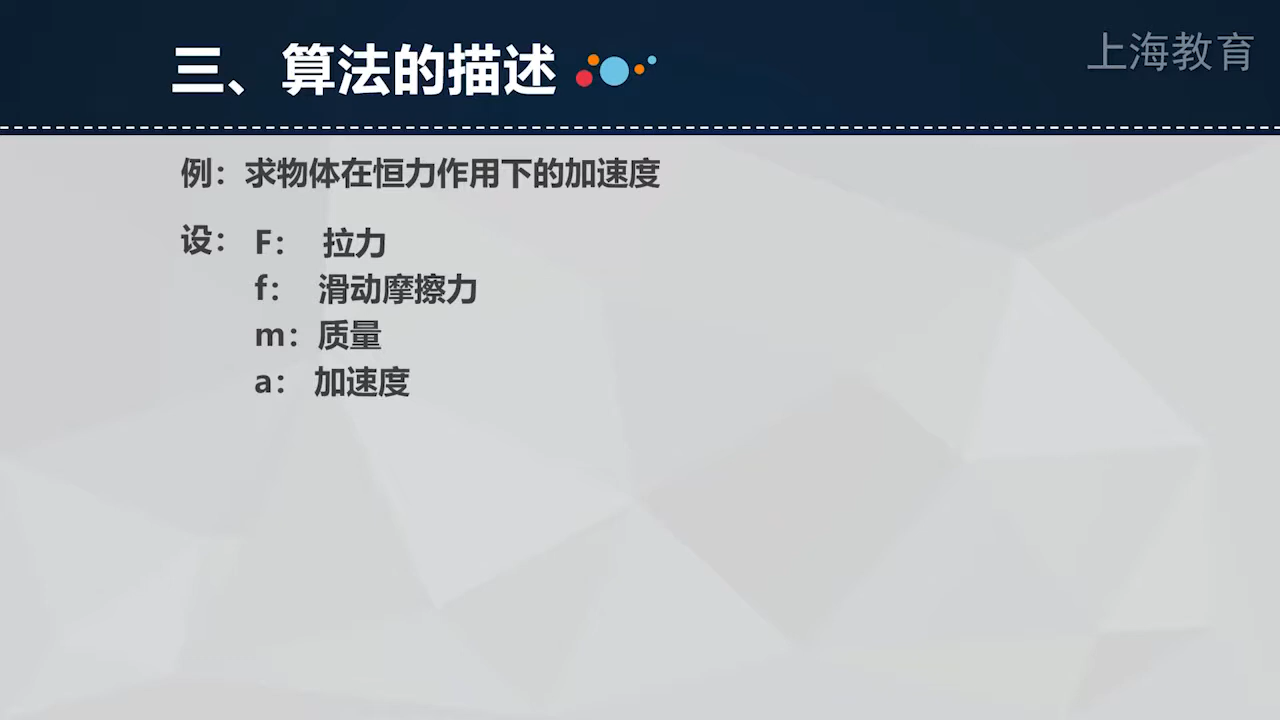 三、算法的描述
上海教育
例：求物体在恒力作用下的加速度
设： F： 拉力
f： 滑动摩擦力
m：质量
a： 加速度